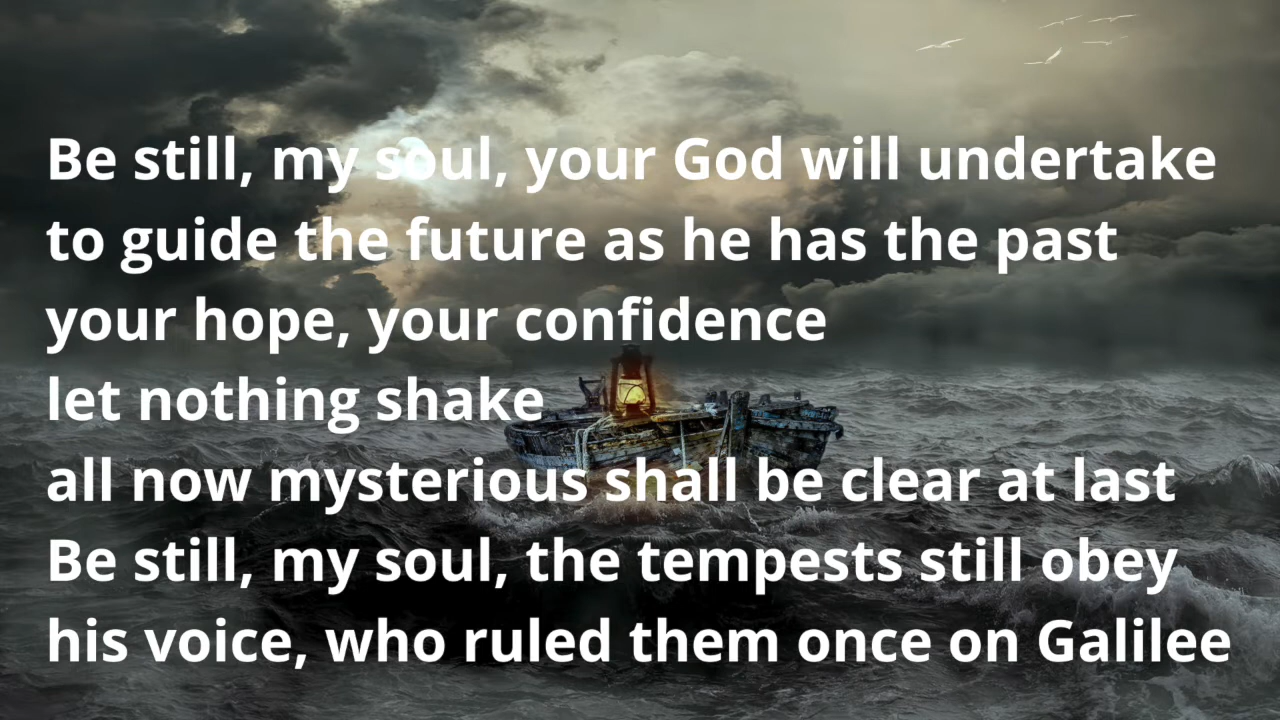 Be still, my soul, your God will undertake
to guide the future as he has the past
your hope, your confidence
let nothing shake
all now mysterious shall be clear at last
Be still, my soul, the tempests still obey
his voice, who ruled them once on Galilee